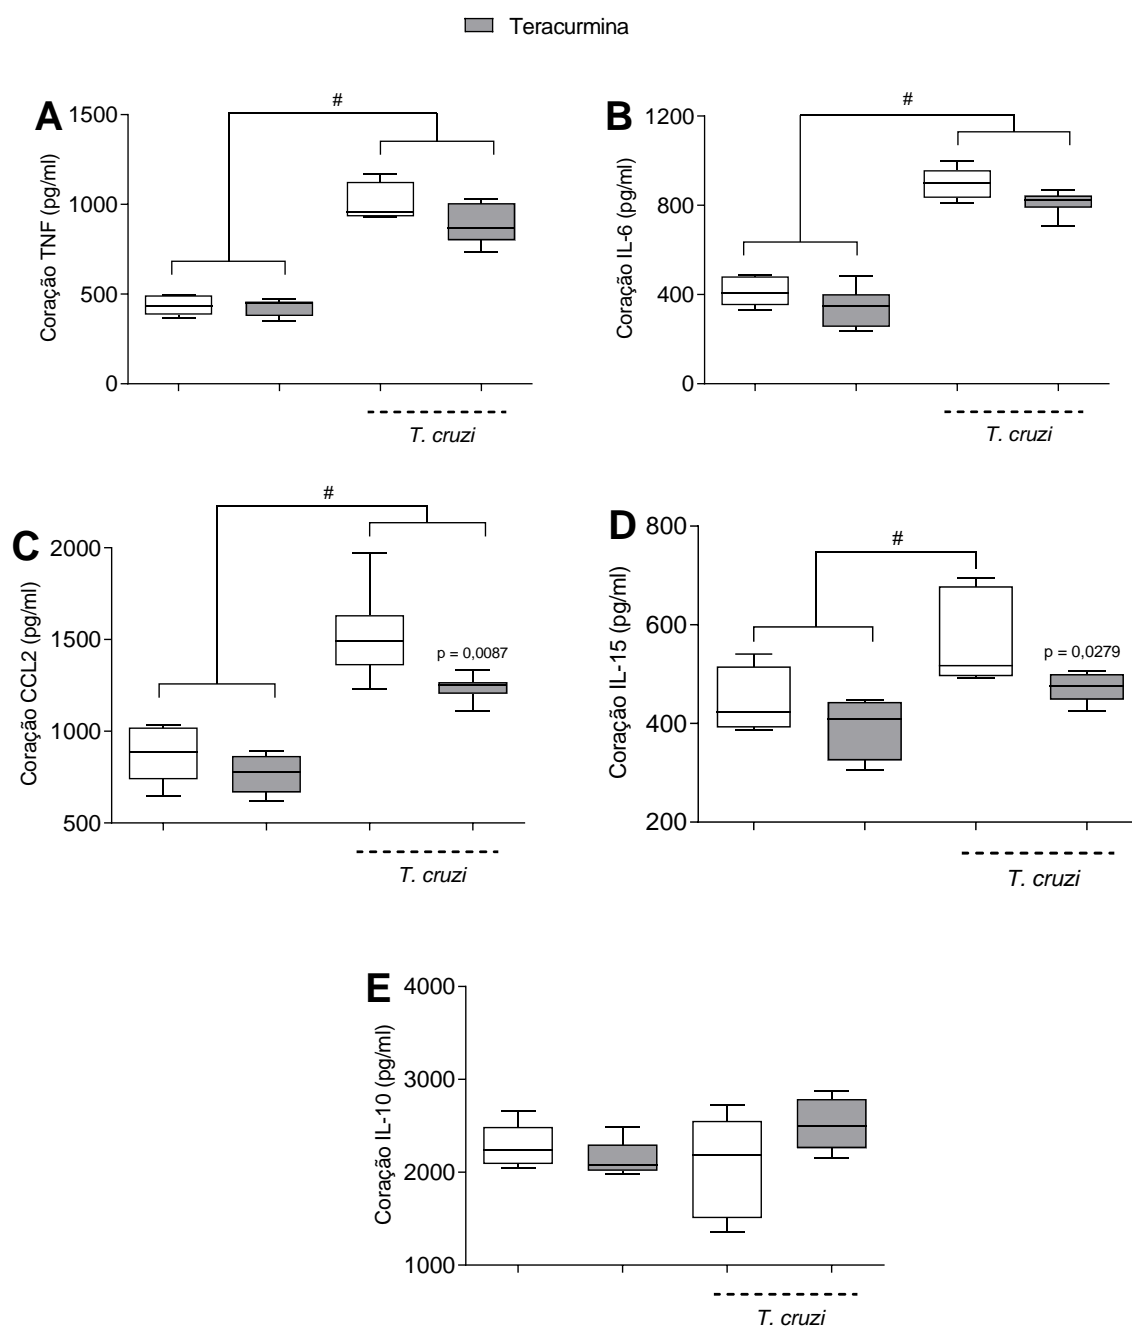 Teracurmina
A
Coração TNF (pg/ml)
1500
1000
500
0
#
T. cruzi
B
Coração IL-6 (pg/ml)
1200
800
400
0
#
T. cruzi
C
Coração CCL2 (pg/ml)
2000
1500
1000
500
#
p = 0,0087
T. cruzi
D
Coração IL-15 (pg/ml)
800
600
400
200
#
p = 0,0279
T. cruzi
E
Coração IL-10 (pg/ml)
4000
3000
2000
1000
T. cruzi